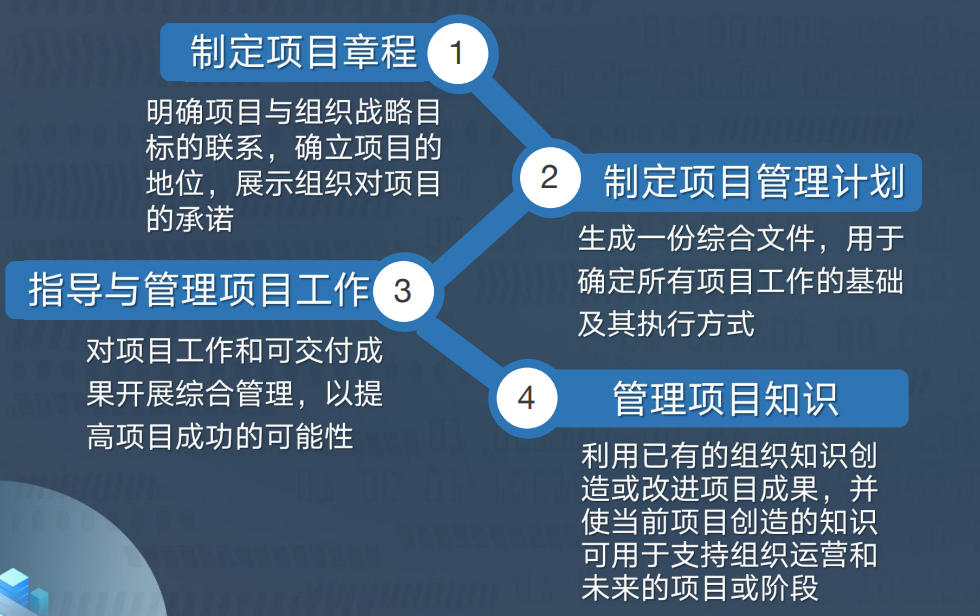 制定项目章程
1
明确项目与组织战略目
标的联系，确立项目的
地位，展示组织对项目
的承诺
2
制定项目管理计划
生成一份综合文件，用于
确定所有项目工作的基础
及其执行方式
指导与管理项目工作
3
对项目工作和可交付成
果开展综合管理，以提
高项目成功的可能性
4
管理项目知识
利用已有的组织知识创
造或改进项目成果，并
使当前项目创造的知识
可用于支持组织运营和
未来的项目或阶段